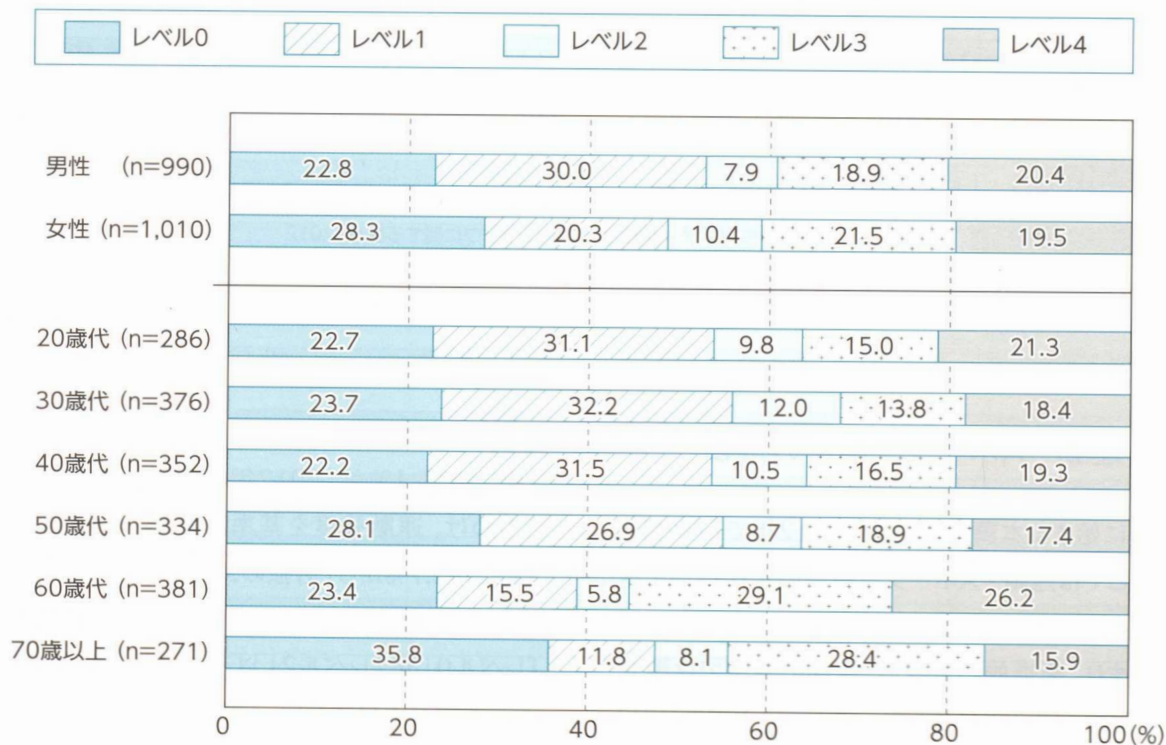 レベル0 レベル1 レベル2 レベル3 レベル4
男性 (n=990) 22.8 30.0 7.9 18.9 20.4
女性 (n=1,010) 28.3 20.3 10.4 21.5 19.5
20歳代 (n=286) 22.7 31.1 9.8 15.0 21.3
30歳代 (n=376) 23.7 32.2 12.0 13.8 18.4
40歳代 (n=352) 22.2 31.5 10.5 16.5 19.3
50歳代 (n=334) 28.1 26.9 8.7 18.9 17.4
60歳代 (n=381) 23.4 15.5 5.8 29.1 26.2
70歳以上 (n=271) 35.8 11.8 8.1 28.4 15.9
0 20 40 60 80 100(%)